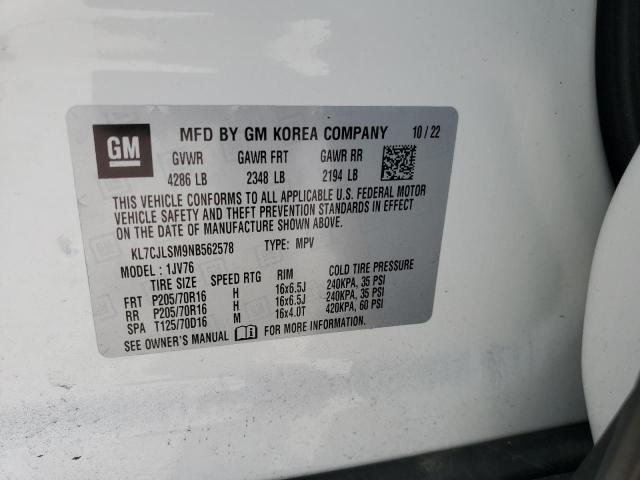 GM
MFD BY GM KOREA COMPANY 10/22
GVWR GAWR FRT GAWR RR
4286 LB 2348 LB 2194 LB
THIS VEHICLE CONFORMS TO ALL APPLICABLE U.S. FEDERAL MOTOR
VEHICLE SAFETY AND THEFT PREVENTION STANDARDS IN EFFECT
ON THE DATE OF MANUFACTURE SHOWN ABOVE.
KL7CJLSM9NB562578 TYPE: MPV
MODEL: 1JV76
TIRE SIZE SPEED RTG RIM COLD TIRE PRESSURE
FRT P205/70R16 H 16x6.5J 240KPA, 35 PSI
RR P205/70R16 H 16x6.5J 240KPA, 35 PSI
SPA T125/70D16 M 16x4.0T 420KPA, 60 PSI
SEE OWNER'S MANUAL FOR MORE INFORMATION.